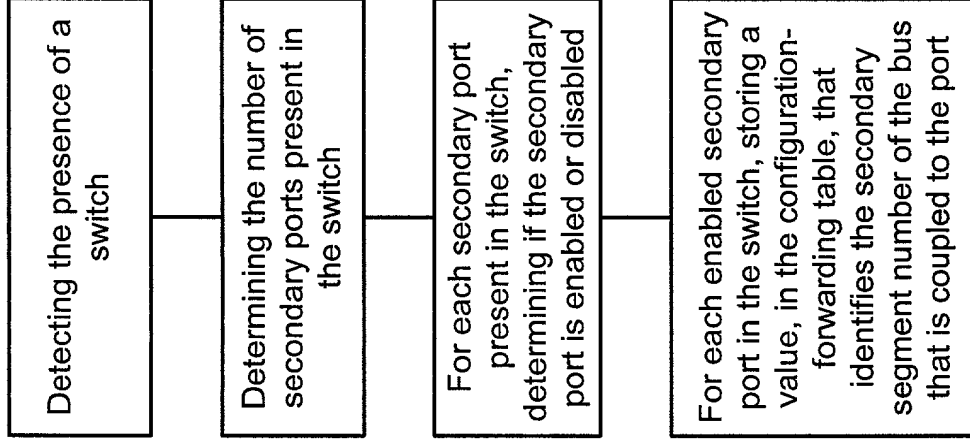 Detecting the presence of a
switch
Determining the number of
secondary ports present in
the switch
For each secondary port
present in the switch,
determining if the secondary
port is enabled or disabled
For each enabled secondary
port in the switch, storing a
value, in the configuration-
forwarding table, that
identifies the secondary
segment number of the bus
that is coupled to the port